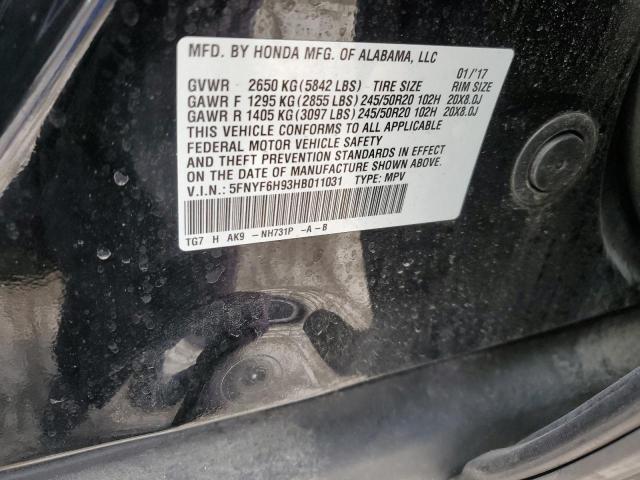 MFD. BY HONDA MFG. OF ALABAMA, LLC
01/'17
GVWR 2650 KG (5842 LBS) TIRE SIZE RIM SIZE
GAWR F 1295 KG (2855 LBS) 245/50R20 102H 20X8.0J
GAWR R 1405 KG (3097 LBS) 245/50R20 102H 20X8.0J
THIS VEHICLE CONFORMS TO ALL APPLICABLE
FEDERAL MOTOR VEHICLE SAFETY
AND THEFT PREVENTION STANDARDS IN EFFECT
ON THE DATE OF MANUFACTURE SHOWN ABOVE.
V.I.N.: 5FNYF6H93HB011031 TYPE: MPV
TG7 H AK9 -NH731P -A-B